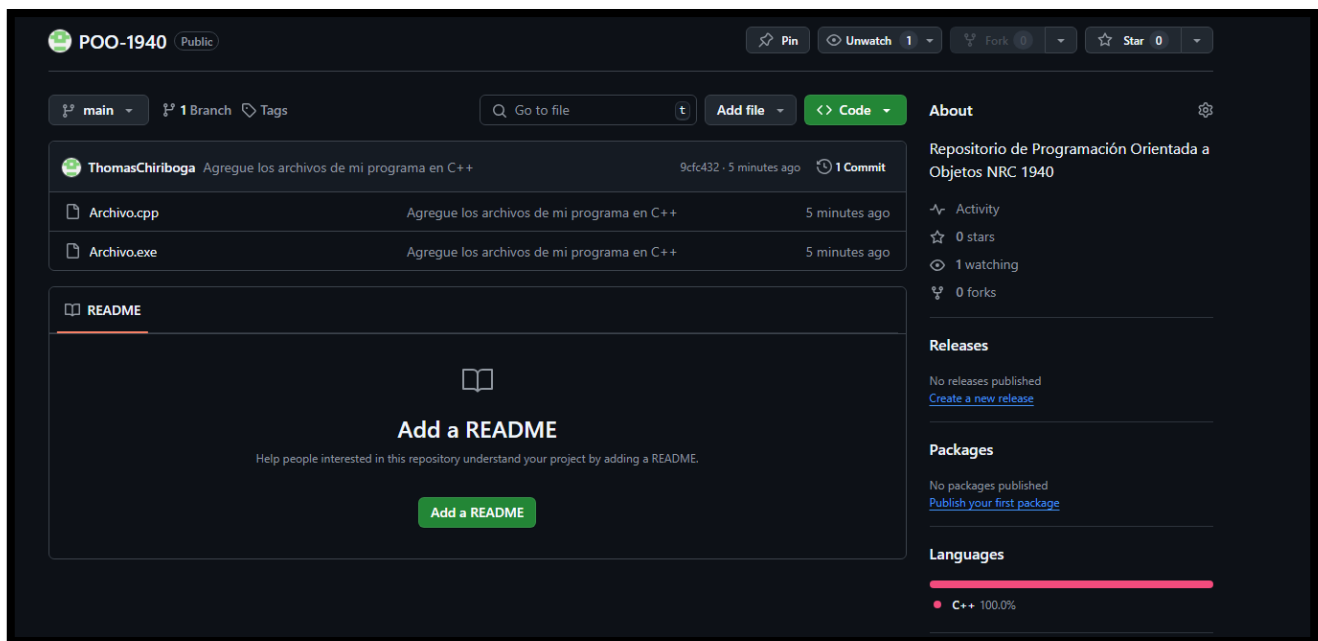 POO-1940 Public
Pin Unwatch 1 Fork 0 Star 0
main 1 Branch Tags Go to file t Add file <> Code
ThomasChiriboga Agregue los archivos de mi programa en C++ 9cfc432 · 5 minutes ago 1 Commit
Archivo.cpp Agregue los archivos de mi programa en C++ 5 minutes ago
Archivo.exe Agregue los archivos de mi programa en C++ 5 minutes ago
README
Add a README
Help people interested in this repository understand your project by adding a README.
Add a README
About
Repositorio de Programación Orientada a
Objetos NRC 1940
Activity
0 stars
1 watching
0 forks
Releases
No releases published
Create a new release
Packages
No packages published
Publish your first package
Languages
C++ 100.0%